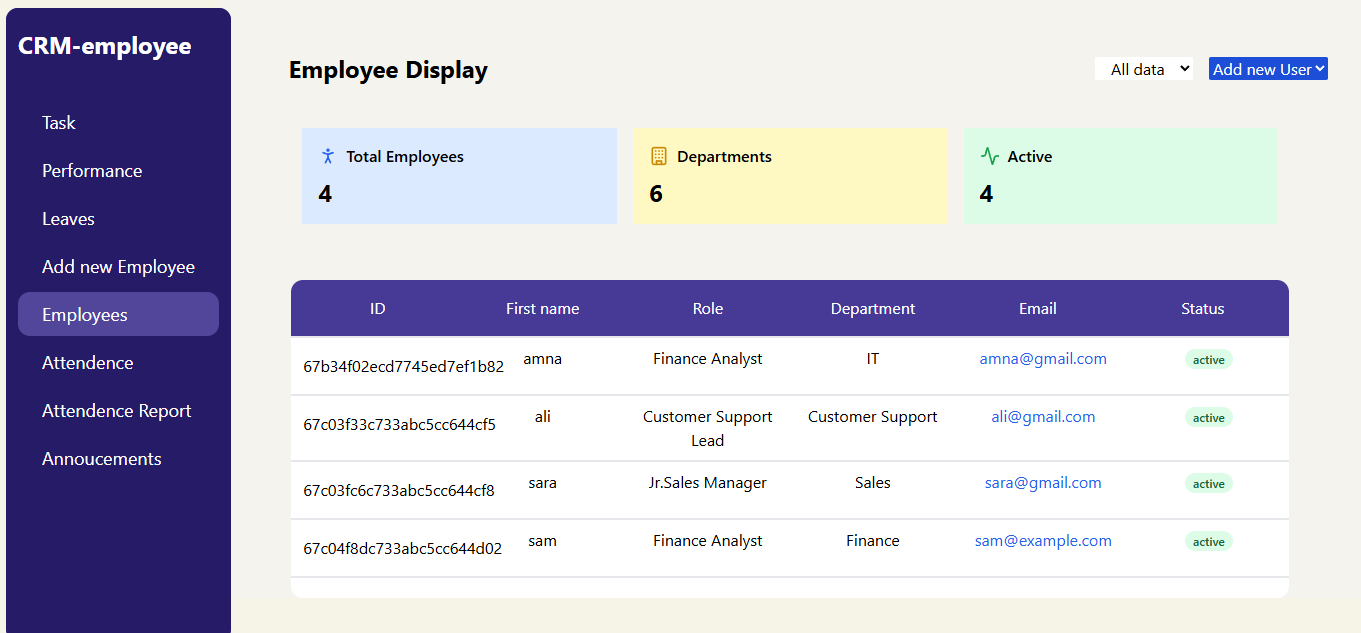 CRM-employee
Task
Performance
Leaves
Add new Employee
Employees
Attendence
Attendence Report
Annoucements
Employee Display
All data
Add new User
Total Employees
4
Departments
6
Active
4
ID First name Role Department Email Status
67b34f02ecd7745ed7ef1b82 amna Finance Analyst IT amna@gmail.com active
67c03f33c733abc5cc644cf5 ali Customer Support Customer Support ali@gmail.com active
Lead
67c03fc6c733abc5cc644cf8 sara Jr.Sales Manager Sales sara@gmail.com active
67c04f8dc733abc5cc644d02 sam Finance Analyst Finance sam@example.com active